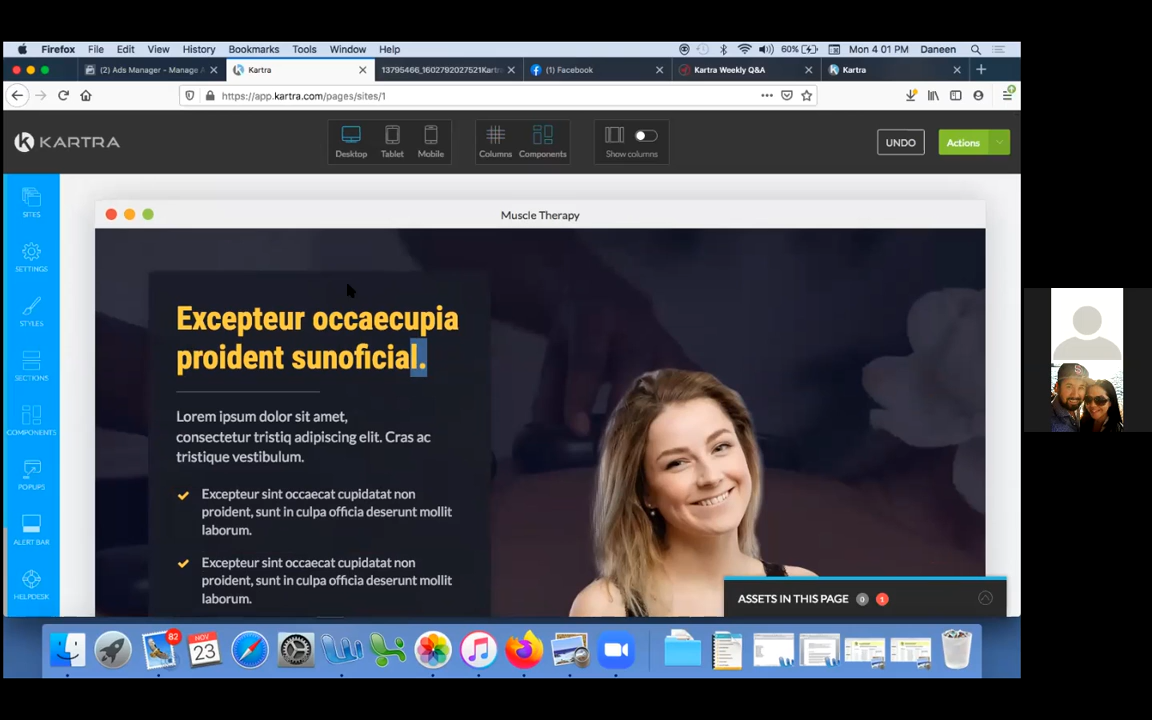 Firefox File Edit View History Bookmarks Tools Window Help 60% Mon 4 01 PM Daneen
(2) Ads Manager - Manage A
Kartra
13795466_1602792027521Kartr
(1) Facebook
Kartra Weekly Q&A
Kartra
https://app.kartra.com/pages/sites/1
KARTRA
Desktop Tablet Mobile
Columns Components
Show columns
UNDO
Actions
SITES
SETTINGS
STYLES
SECTIONS
COMPONENTS
POPUPS
ALERT BAR
HELPDESK
Muscle Therapy
Excepteur occaecupia
proident sunoficial.
Lorem ipsum dolor sit amet,
consectetur tristiq adipiscing elit. Cras ac
tristique vestibulum.
Excepteur sint occaecat cupidatat non
proident, sunt in culpa officia deserunt mollit
laborum.
Excepteur sint occaecat cupidatat non
proident, sunt in culpa officia deserunt mollit
laborum.
ASSETS IN THIS PAGE 0 1
82
NOV
23